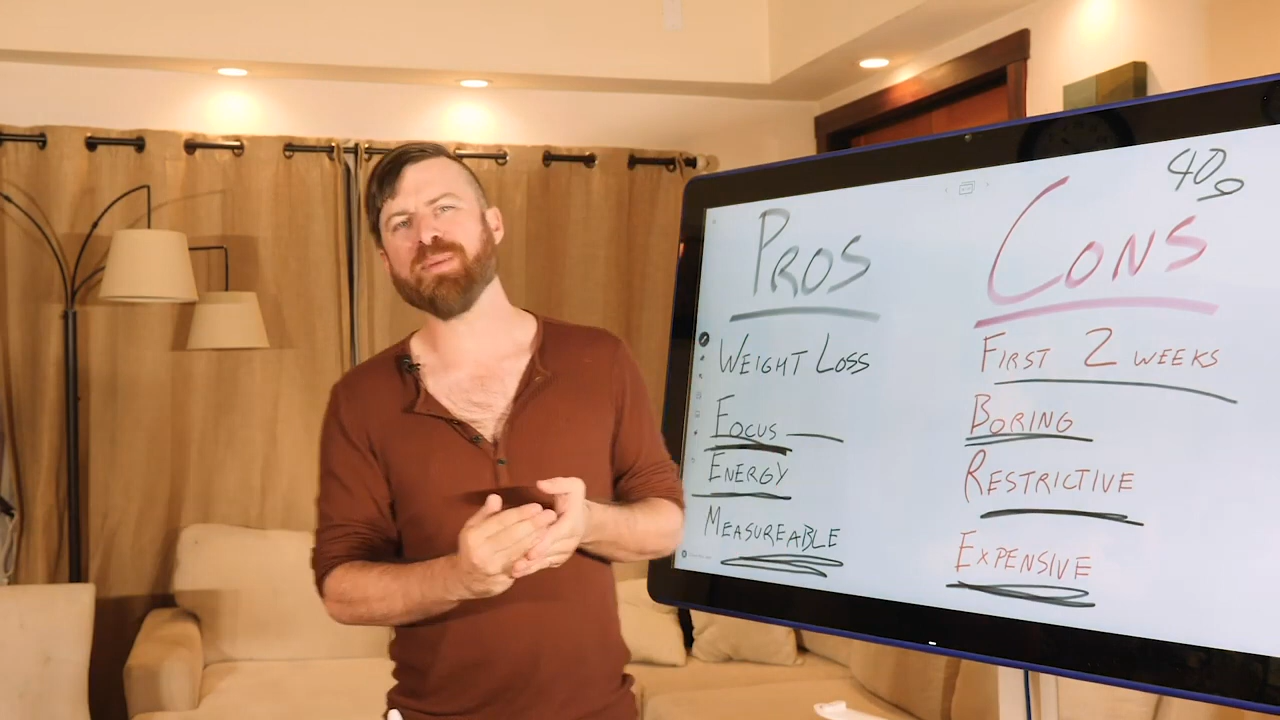 40g
PROS
CONS
WEIGHT LOSS
FOCUS
ENERGY
MEASUREABLE
FIRST 2 WEEKS
BORING
RESTRICTIVE
EXPENSIVE